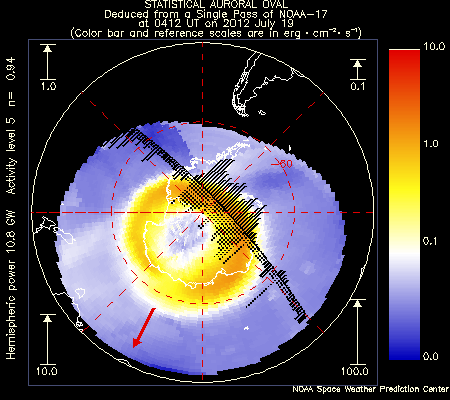 STATISTICAL AURORAL OVAL
Deduced from a Single Pass of NOAA-17
at 0412 UT on 2012 July 19
(Color bar and reference scales are in erg·cm⁻²·s⁻¹)
1.0
0.1
10.0
1.0
0.1
0.0
-60
10.0
100.0
Hemispheric power 10.8 GW Activity level 5 n= 0.94
NOAA Space Weather Prediction Center